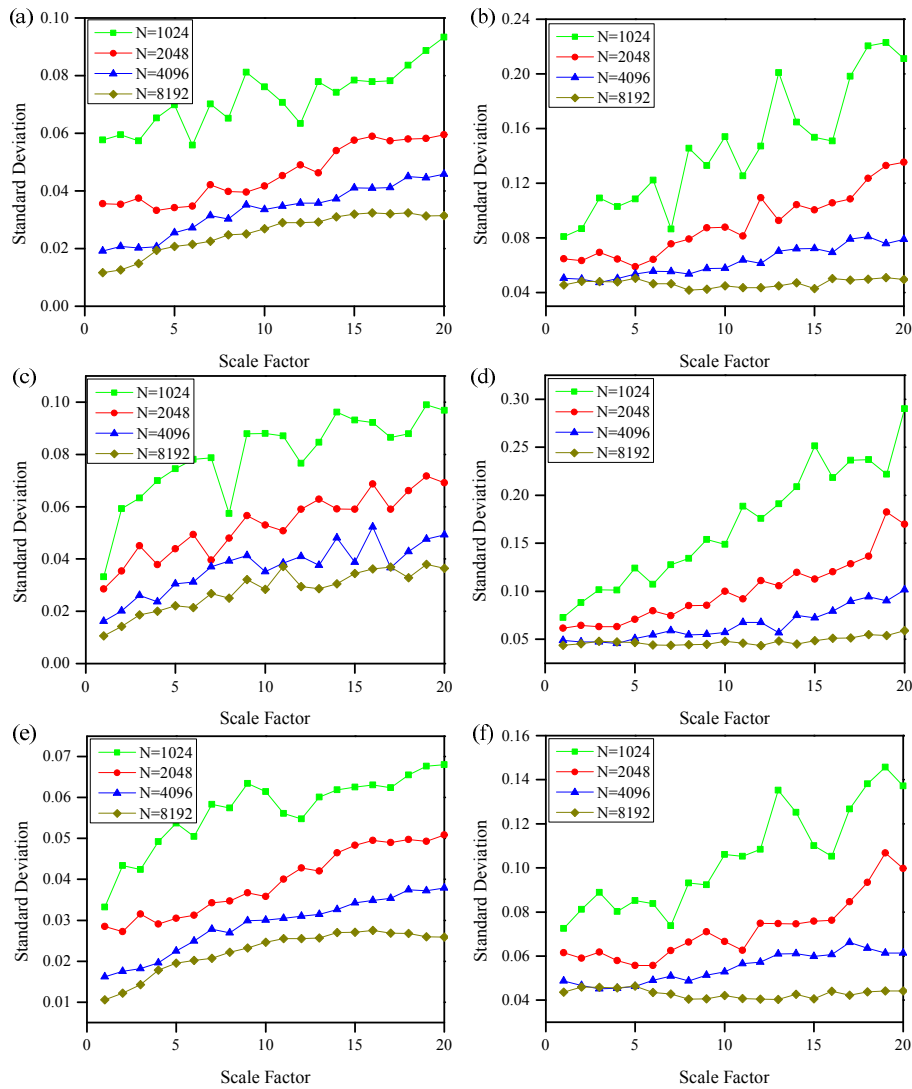 (a)
N=1024
N=2048
N=4096
N=8192
0.10
0.08
0.06
0.04
0.02
0.00
Standard Deviation
0
5
10
15
20
Scale Factor
(b)
N=1024
N=2048
N=4096
N=8192
0.24
0.20
0.16
0.12
0.08
0.04
Standard Deviation
0
5
10
15
20
Scale Factor
(c)
N=1024
N=2048
N=4096
N=8192
0.10
0.08
0.06
0.04
0.02
0.00
Standard Deviation
0
5
10
15
20
Scale Factor
(d)
N=1024
N=2048
N=4096
N=8192
0.30
0.25
0.20
0.15
0.10
0.05
Standard Deviation
0
5
10
15
20
Scale Factor
(e)
N=1024
N=2048
N=4096
N=8192
0.07
0.06
0.05
0.04
0.03
0.02
0.01
Standard Deviation
0
5
10
15
20
Scale Factor
(f)
N=1024
N=2048
N=4096
N=8192
0.16
0.14
0.12
0.10
0.08
0.06
0.04
Standard Deviation
0
5
10
15
20
Scale Factor